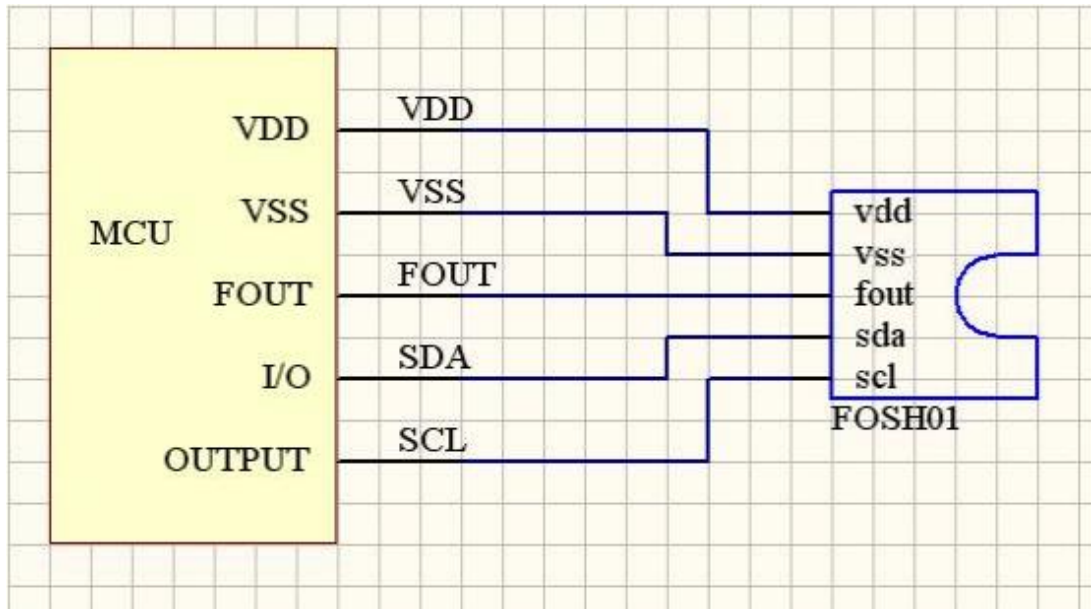 VDD
VDD
VSS
VSS
MCU
FOUT
FOUT
I/O
SDA
OUTPUT
SCL
vdd
vss
fout
sda
scl
FOSH01